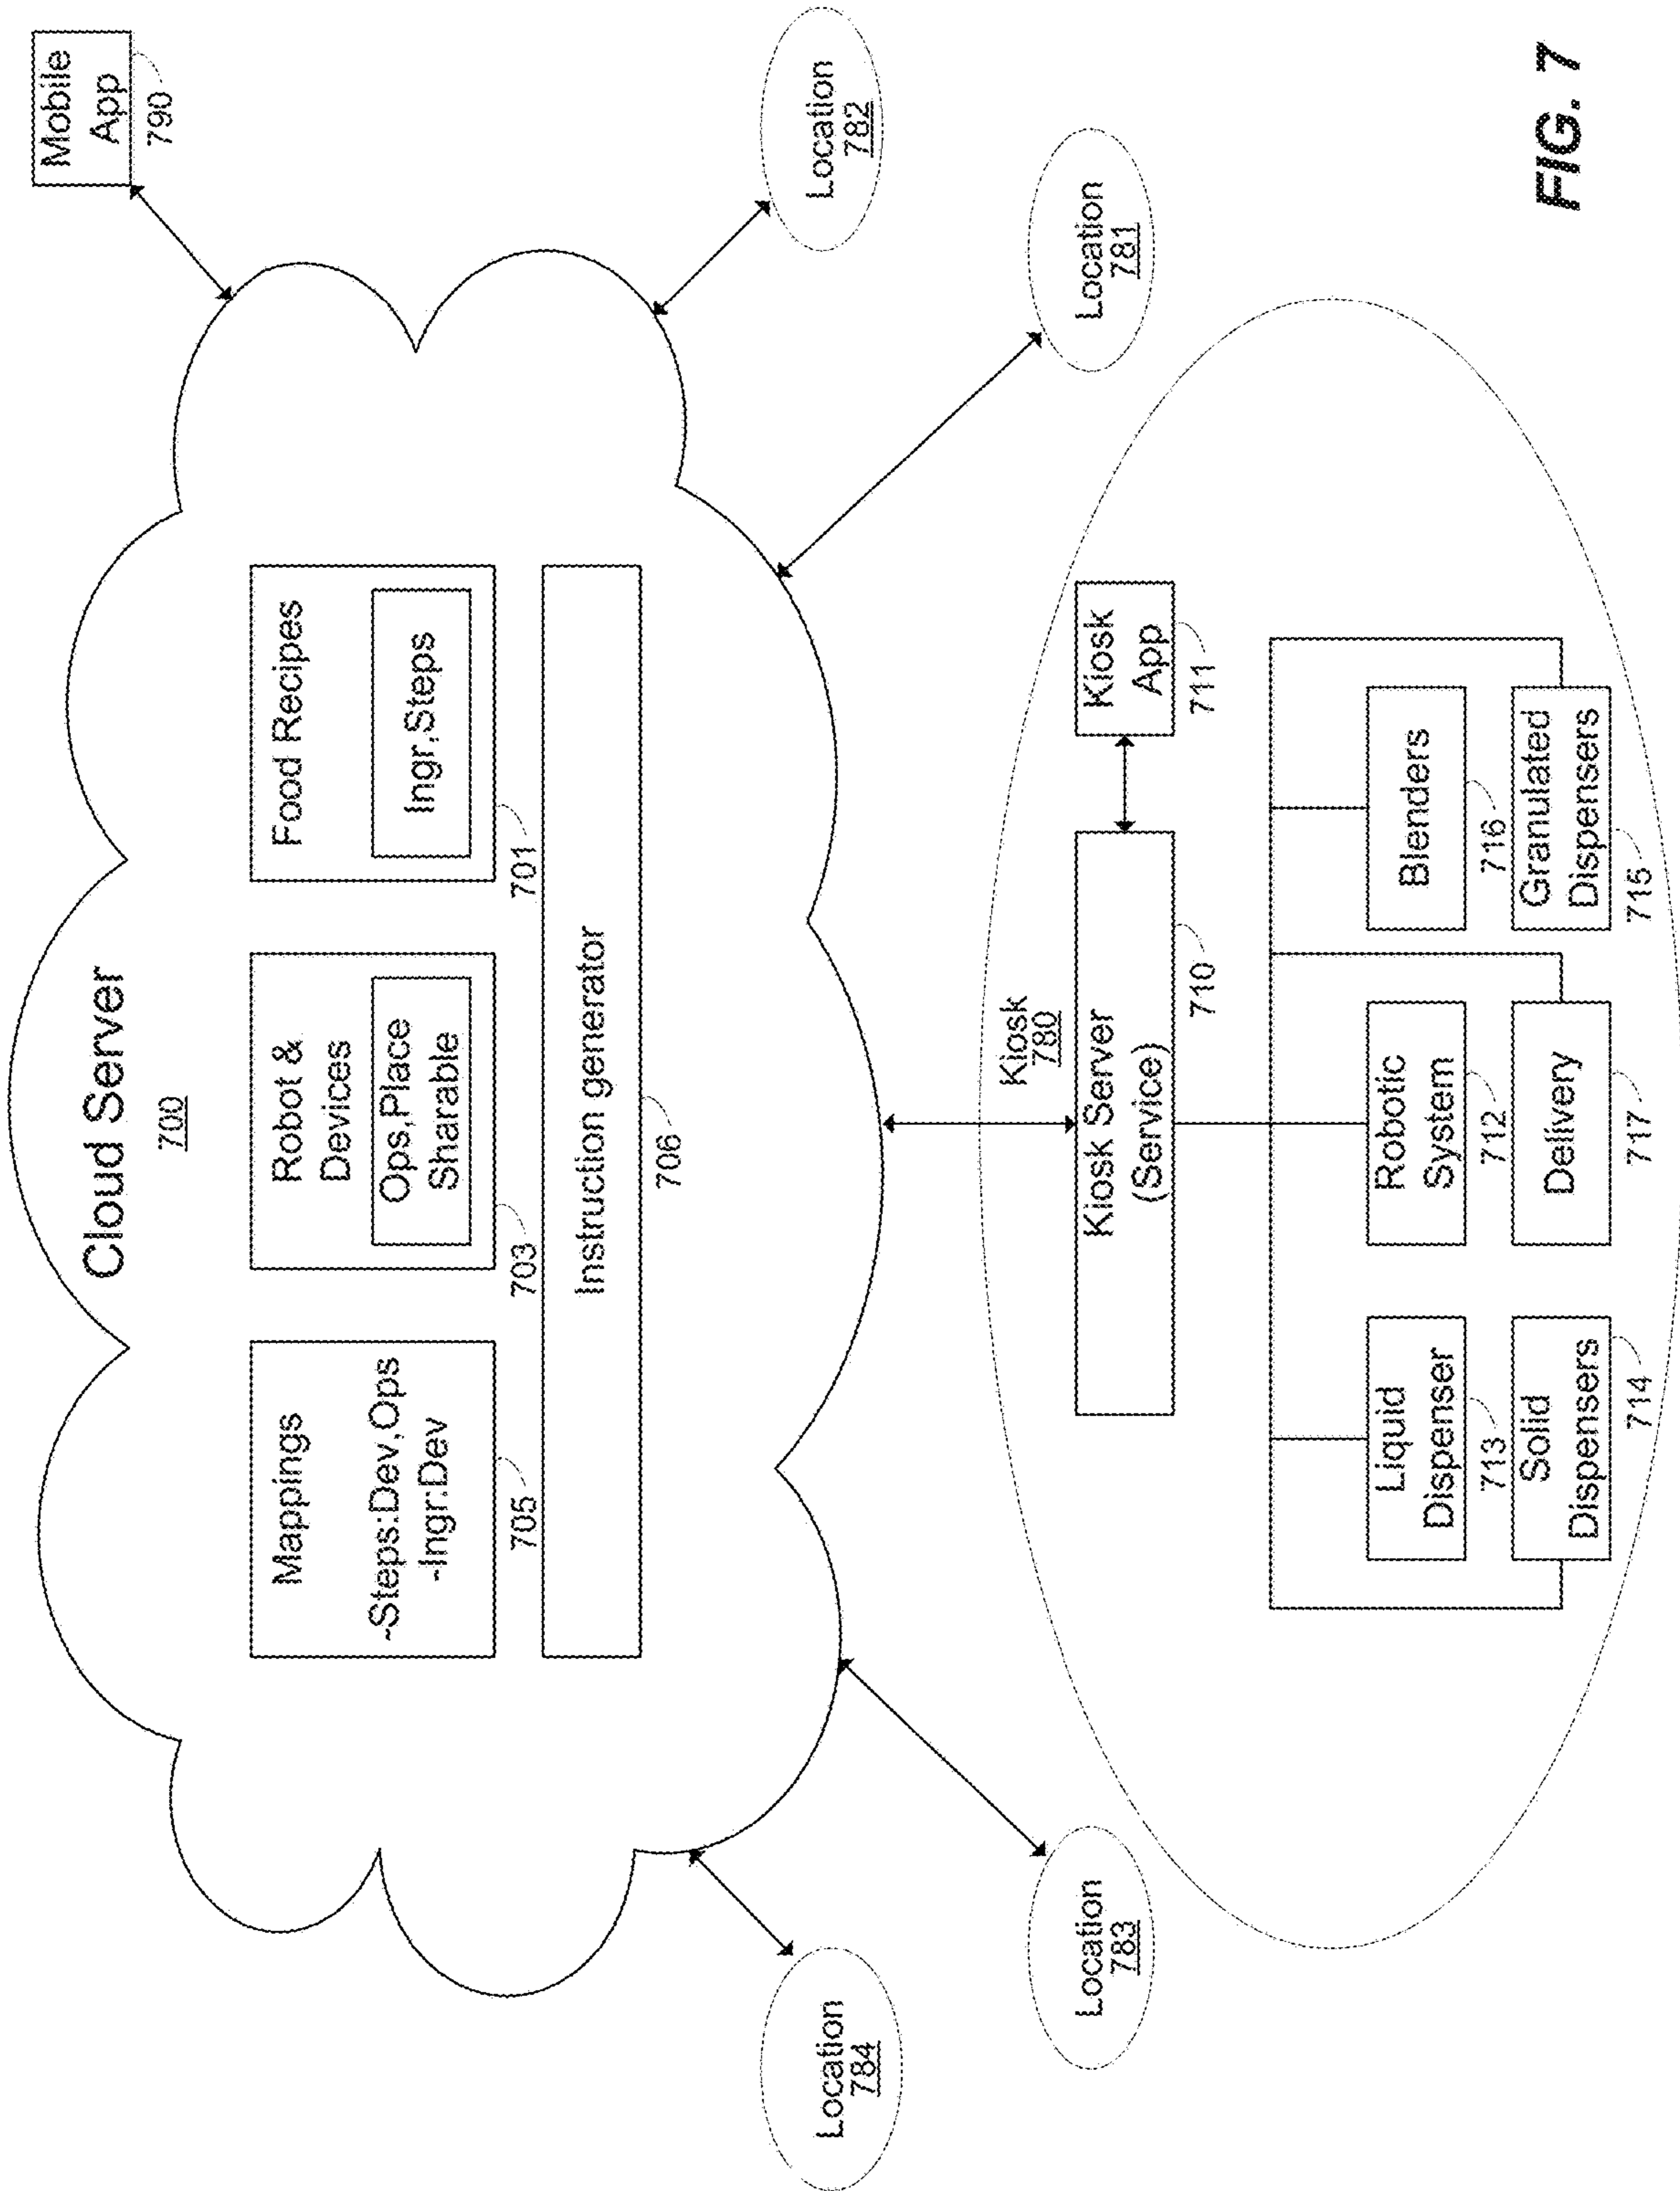 Cloud Server
700
Mobile
App
790
Mappings
-Steps:Dev,Ops
-Ingr:Dev
705
Robot &
Devices
Ops,Place
Sharable
703
Food Recipes
Ingr,Steps
701
Instruction generator
706
Location
784
Location
783
Location
782
Location
781
Kiosk
780
Kiosk Server
(Service)
710
Kiosk
App
711
Liquid
Dispenser
713
Robotic
System
712
Blenders
716
Solid
Dispensers
714
Delivery
717
Granulated
Dispensers
715
FIG. 7